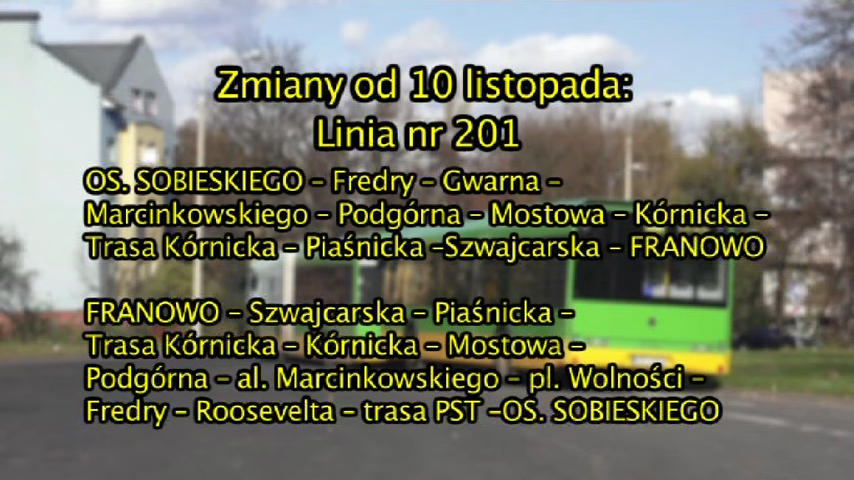 Zmiany od 10 listopada:
Linia nr 201
OS. SOBIESKIEGO – Fredry – Gwarna –
Marcinkowskiego – Podgórna – Mostowa – Kórnicka –
Trasa Kórnicka – Piaśnicka –Szwajcarska – FRANOWO
FRANOWO – Szwajcarska – Piaśnicka –
Trasa Kórnicka – Kórnicka – Mostowa –
Podgórna – al. Marcinkowskiego – pl. Wolności –
Fredry – Roosevelta – trasa PST –OS. SOBIESKIEGO